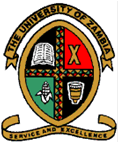 THE UNIVERSITY OF ZAMBIA
SERVICE AND EXCELLENCE